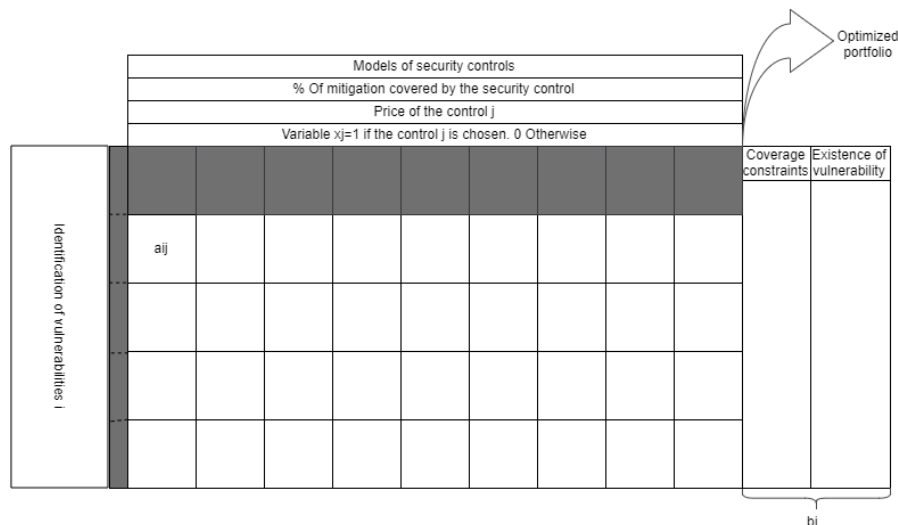 Optimized
portfolio
Models of security controls
% Of mitigation covered by the security control
Price of the control j
Variable xj=1 if the control j is chosen. 0 Otherwise
Coverage
constraints
Existence of
vulnerability
Identification of vulnerabilities i
aij
bi